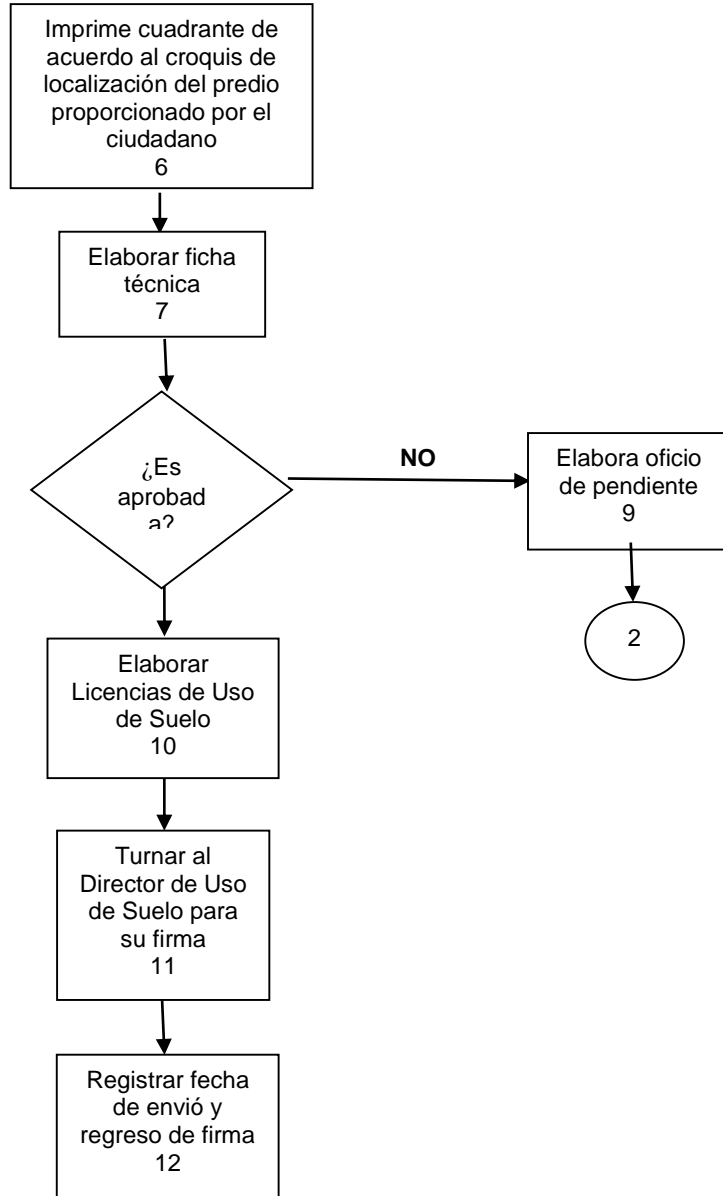 Imprime cuadrante de
acuerdo al croquis de
localización del predio
proporcionado por el
ciudadano
6
Elaborar ficha
técnica
7
¿Es
aprobad
a?
NO
Elabora oficio
de pendiente
9
2
Elaborar
Licencias de Uso
de Suelo
10
Turnar al
Director de Uso
de Suelo para
su firma
11
Registrar fecha
de envió y
regreso de firma
12